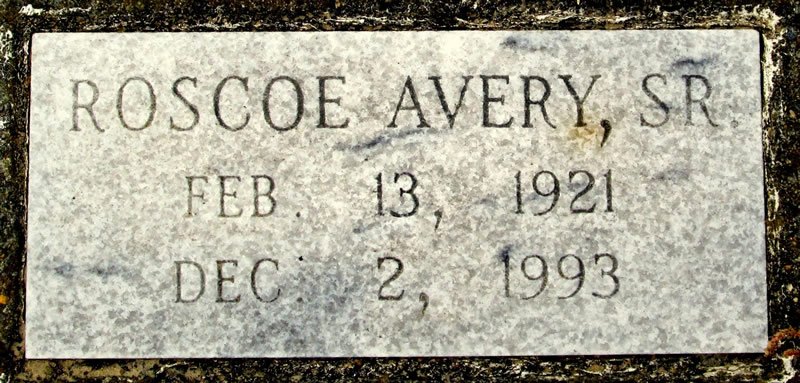 ROSCOE AVERY, SR.
FEB. 13, 1921
DEC. 2, 1993